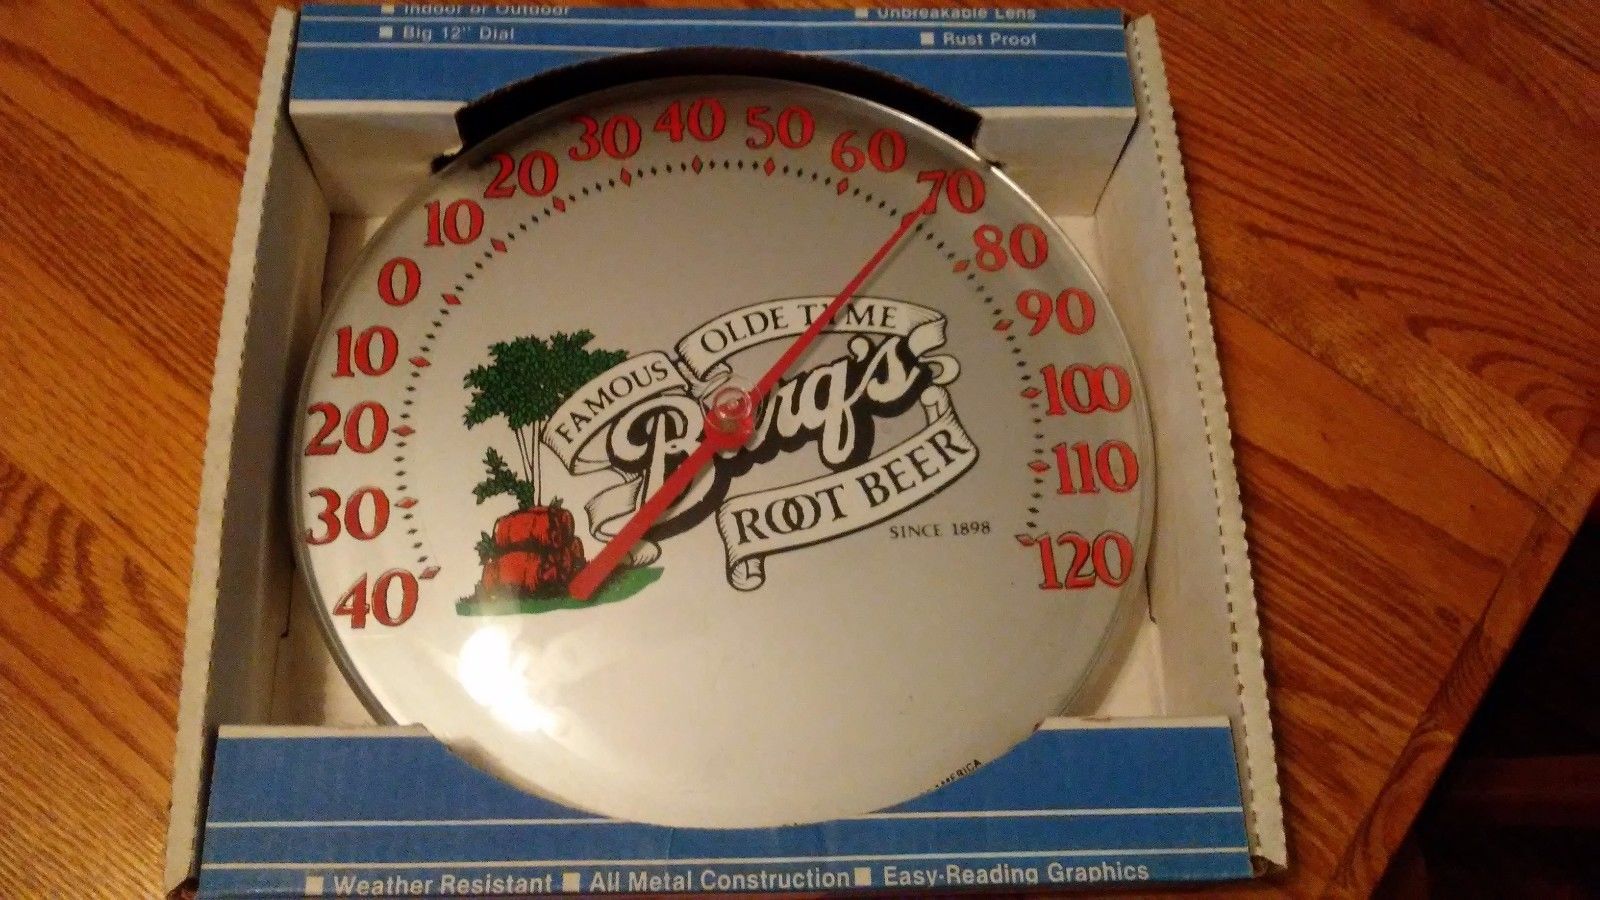 Indoor or Outdoor
Unbreakable Lens
Big 12" Dial
Rust Proof
40
30
20
10
0
10
20
30
40
50
60
70
80
90
100
110
120
FAMOUS OLDE TYME
Barq's
ROOT BEER
SINCE 1898
AMERICA
Weather Resistant
All Metal Construction
Easy-Reading Graphics